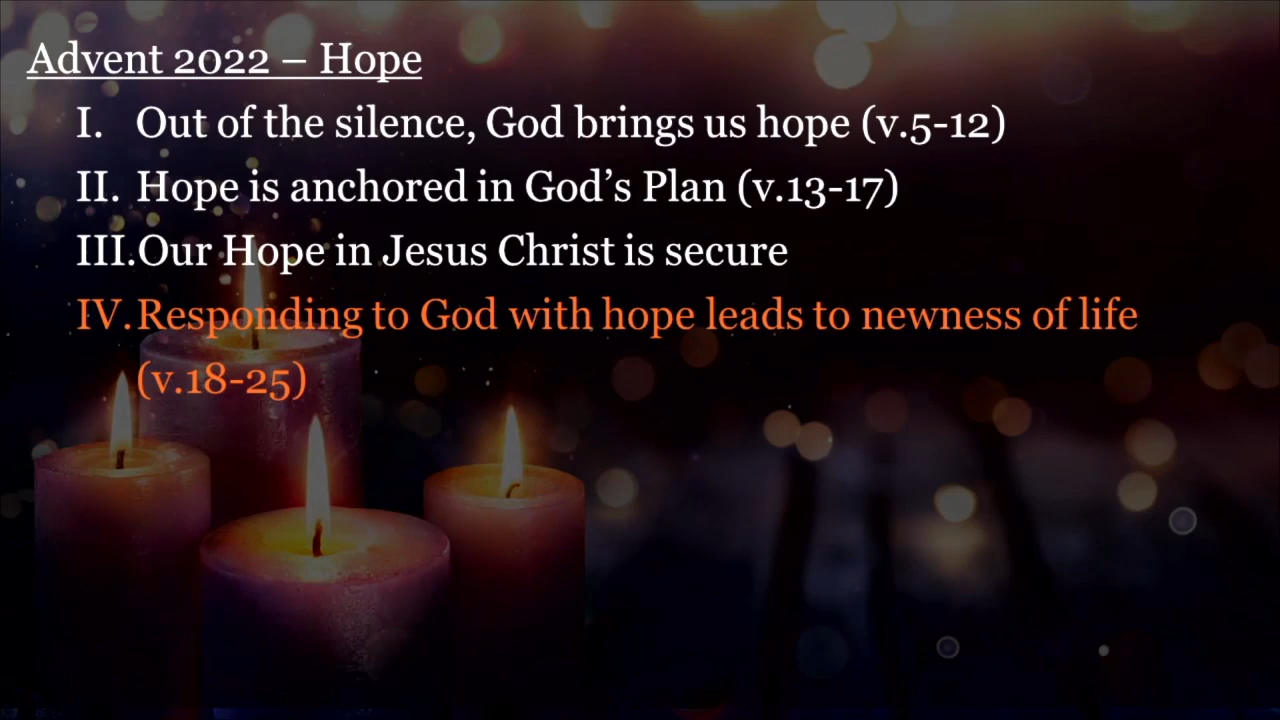 Advent 2022 – Hope
I. Out of the silence, God brings us hope (v.5-12)
II. Hope is anchored in God’s Plan (v.13-17)
III.Our Hope in Jesus Christ is secure
IV.Responding to God with hope leads to newness of life
(v.18-25)